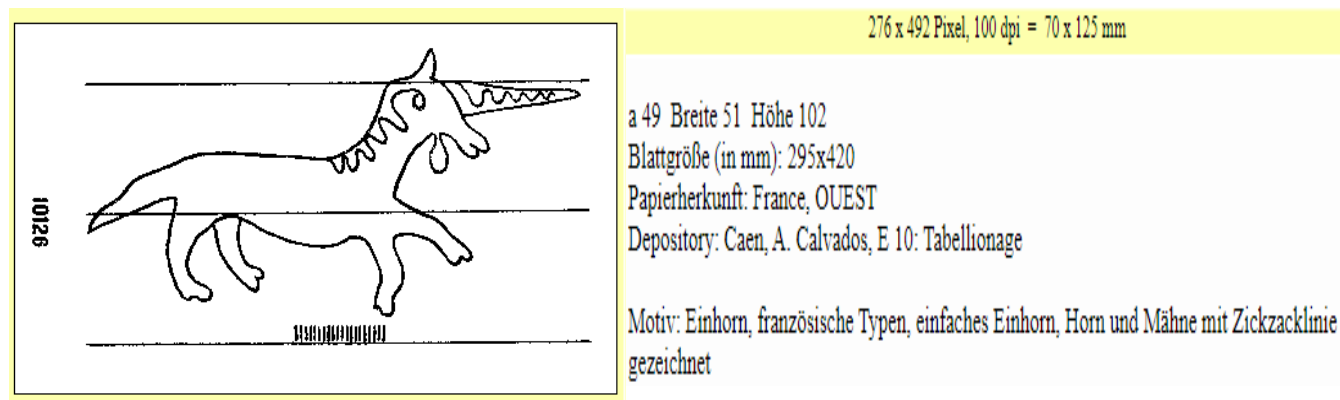 10126
276 x 492 Pixel, 100 dpi = 70 x 125 mm
a 49 Breite 51 Höhe 102
Blattgröße (in mm): 295x420
Papierherkunft: France, OUEST
Depository: Caen, A. Calvados, E 10: Tabellionage
Motiv: Einhorn, französische Typen, einfaches Einhorn, Horn und Mähne mit Zickzacklinie
gezeichnet